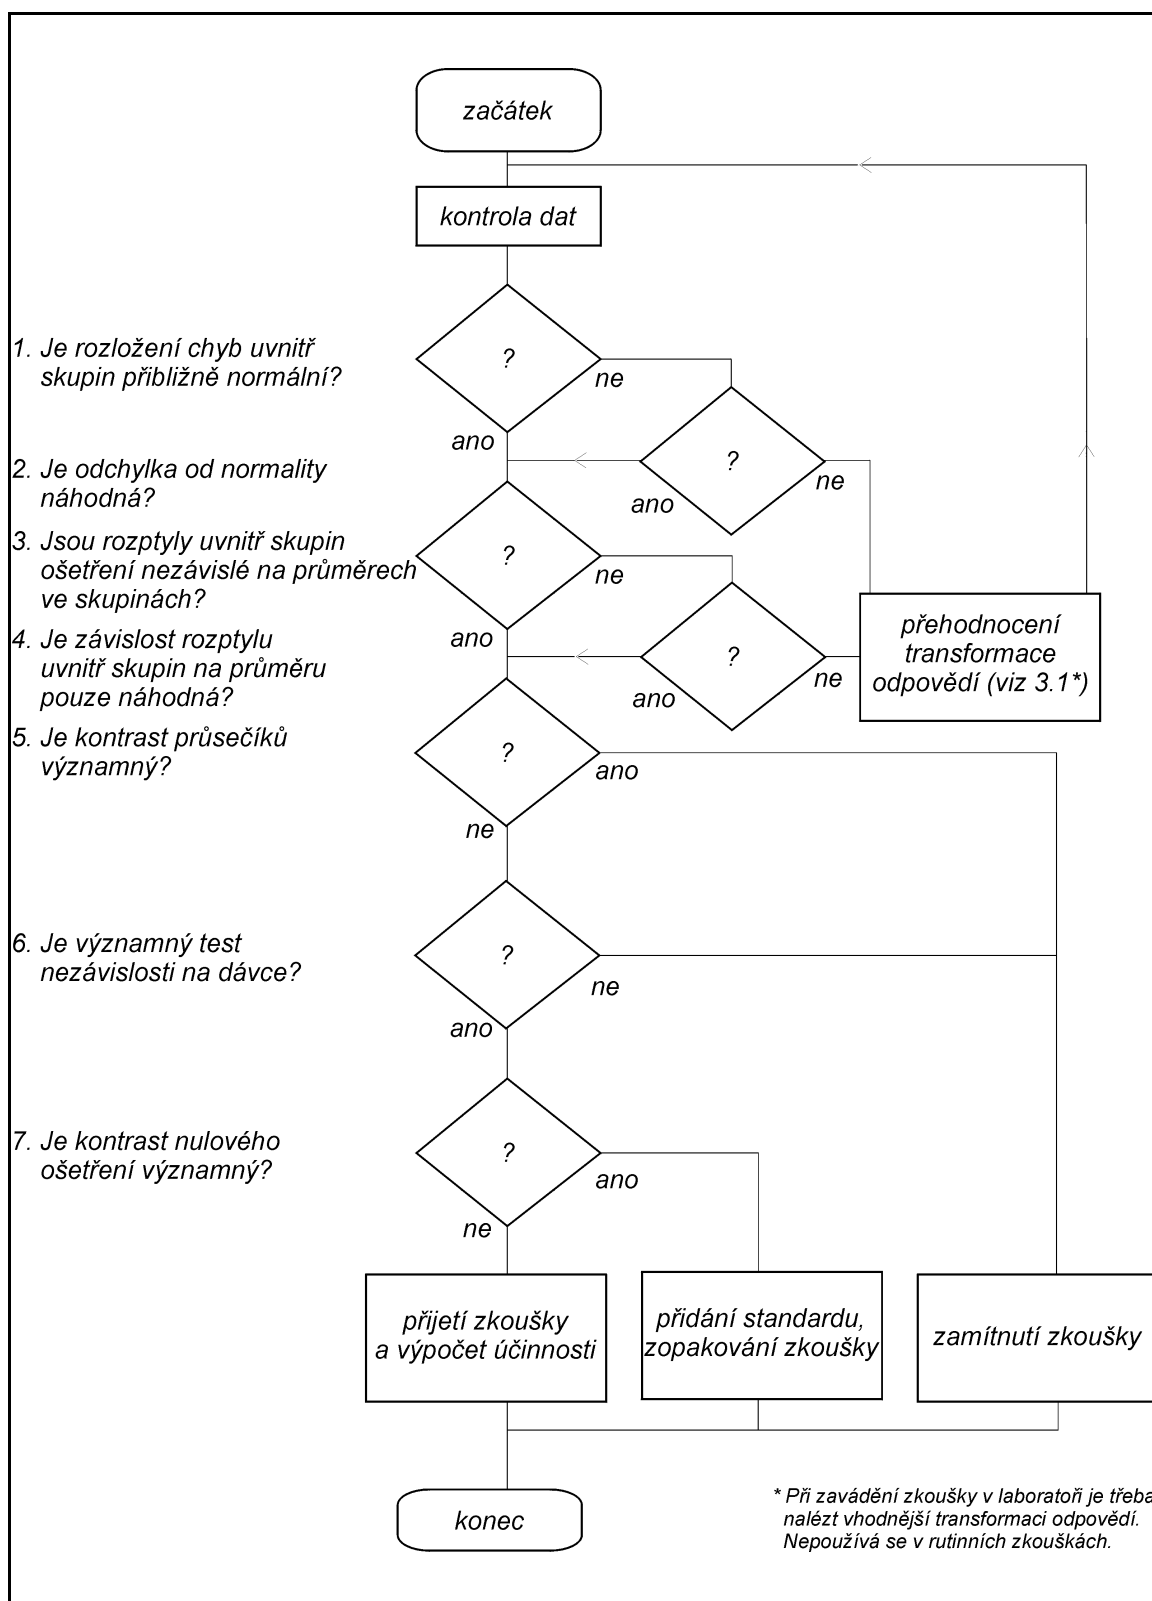 začátek
kontrola dat
1. Je rozložení chyb uvnitř
skupin přibližně normální?
?
ne
ano
2. Je odchylka od normality
náhodná?
?
ne
ano
3. Jsou rozptyly uvnitř skupin
ošetření nezávislé na průměrech
ve skupinách?
?
ne
ano
přehodnocení
transformace
odpovědí (viz 3.1*)
4. Je závislost rozptylu
uvnitř skupin na průměru
pouze náhodná?
?
ne
ano
5. Je kontrast průsečíků
významný?
?
ano
ne
6. Je významný test
nezávislosti na dávce?
?
ne
ano
7. Je kontrast nulového
ošetření významný?
?
ano
ne
přijetí zkoušky
a výpočet účinnosti
přidání standardu,
zopakování zkoušky
zamítnutí zkoušky
konec
* Při zavádění zkoušky v laboratoři je třeba
nalézt vhodnější transformaci odpovědí.
Nepoužívá se v rutinních zkouškách.